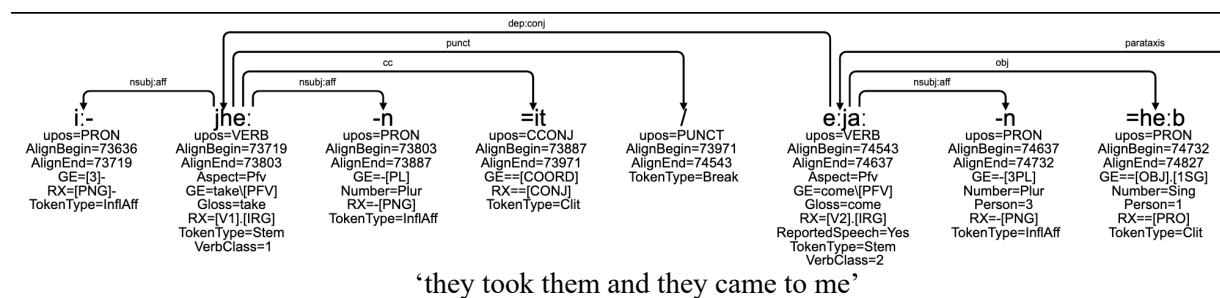 dep:conj
punct parataxis
cc obj
nsubj:aff nsubj:aff nsubj:aff
i:- jhe: -n =it / e:ja: -n =he:b
upos=PRON upos=VERB upos=PRON upos=CCONJ upos=PUNCT upos=VERB upos=PRON upos=PRON
AlignBegin=73636 AlignBegin=73719 AlignBegin=73803 AlignBegin=73887 AlignBegin=73971 AlignBegin=74543 AlignBegin=74637 AlignBegin=74732
AlignEnd=73719 AlignEnd=73803 AlignEnd=73887 AlignEnd=73971 AlignEnd=74543 AlignEnd=74637 AlignEnd=74732 AlignEnd=74827
GE=[3]- Aspect=Pfv GE=-[PL] GE==[COORD] TokenType=Break Aspect=Pfv GE=-[3PL] GE==[OBJ].[1SG]
RX=[PNG]- GE=take\[PFV] Number=Plur RX==[CONJ] GE=come\[PFV] Number=Plur Number=Sing
TokenType=InflAff Gloss=take RX=-[PNG] TokenType=Clit Gloss=come Person=3 Person=1
RX=[V1].[IRG] TokenType=InflAff RX=[V2].[IRG] RX=-[PNG] RX==[PRO]
TokenType=Stem ReportedSpeech=Yes TokenType=InflAff TokenType=Clit
VerbClass=1 TokenType=Stem
VerbClass=2
‘they took them and they came to me’